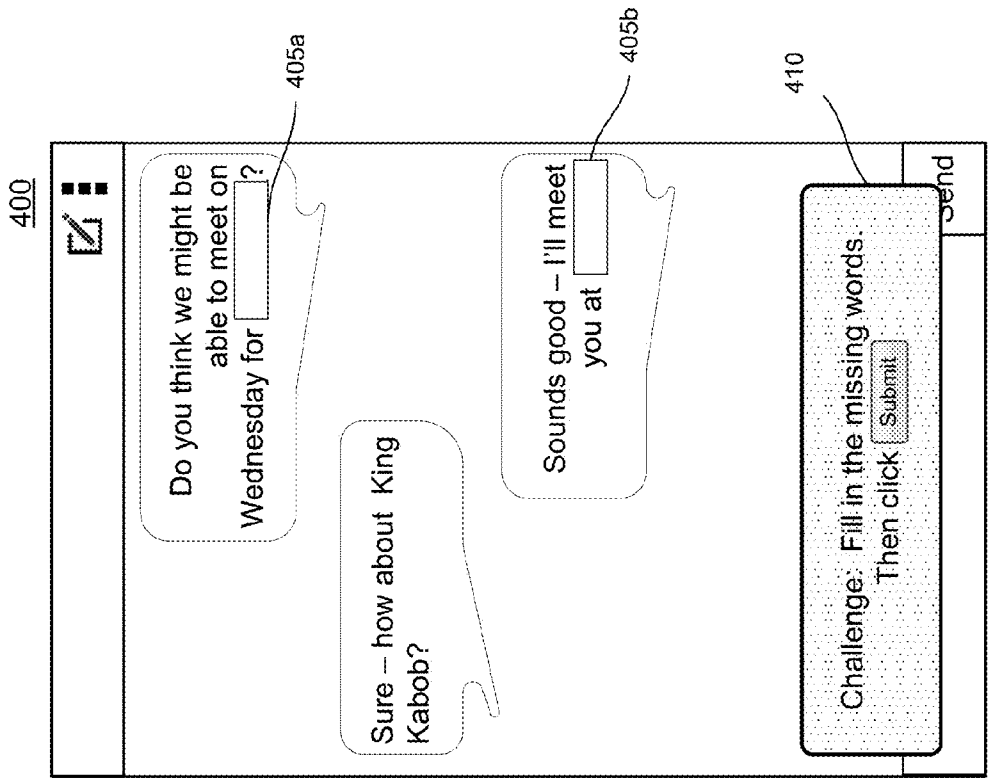 400
Do you think we might be
able to meet on
Wednesday for ?
405a
Sure – how about King
Kabob?
Sounds good – I'll meet
you at
405b
410
Challenge: Fill in the missing words.
Then click Submit
Send